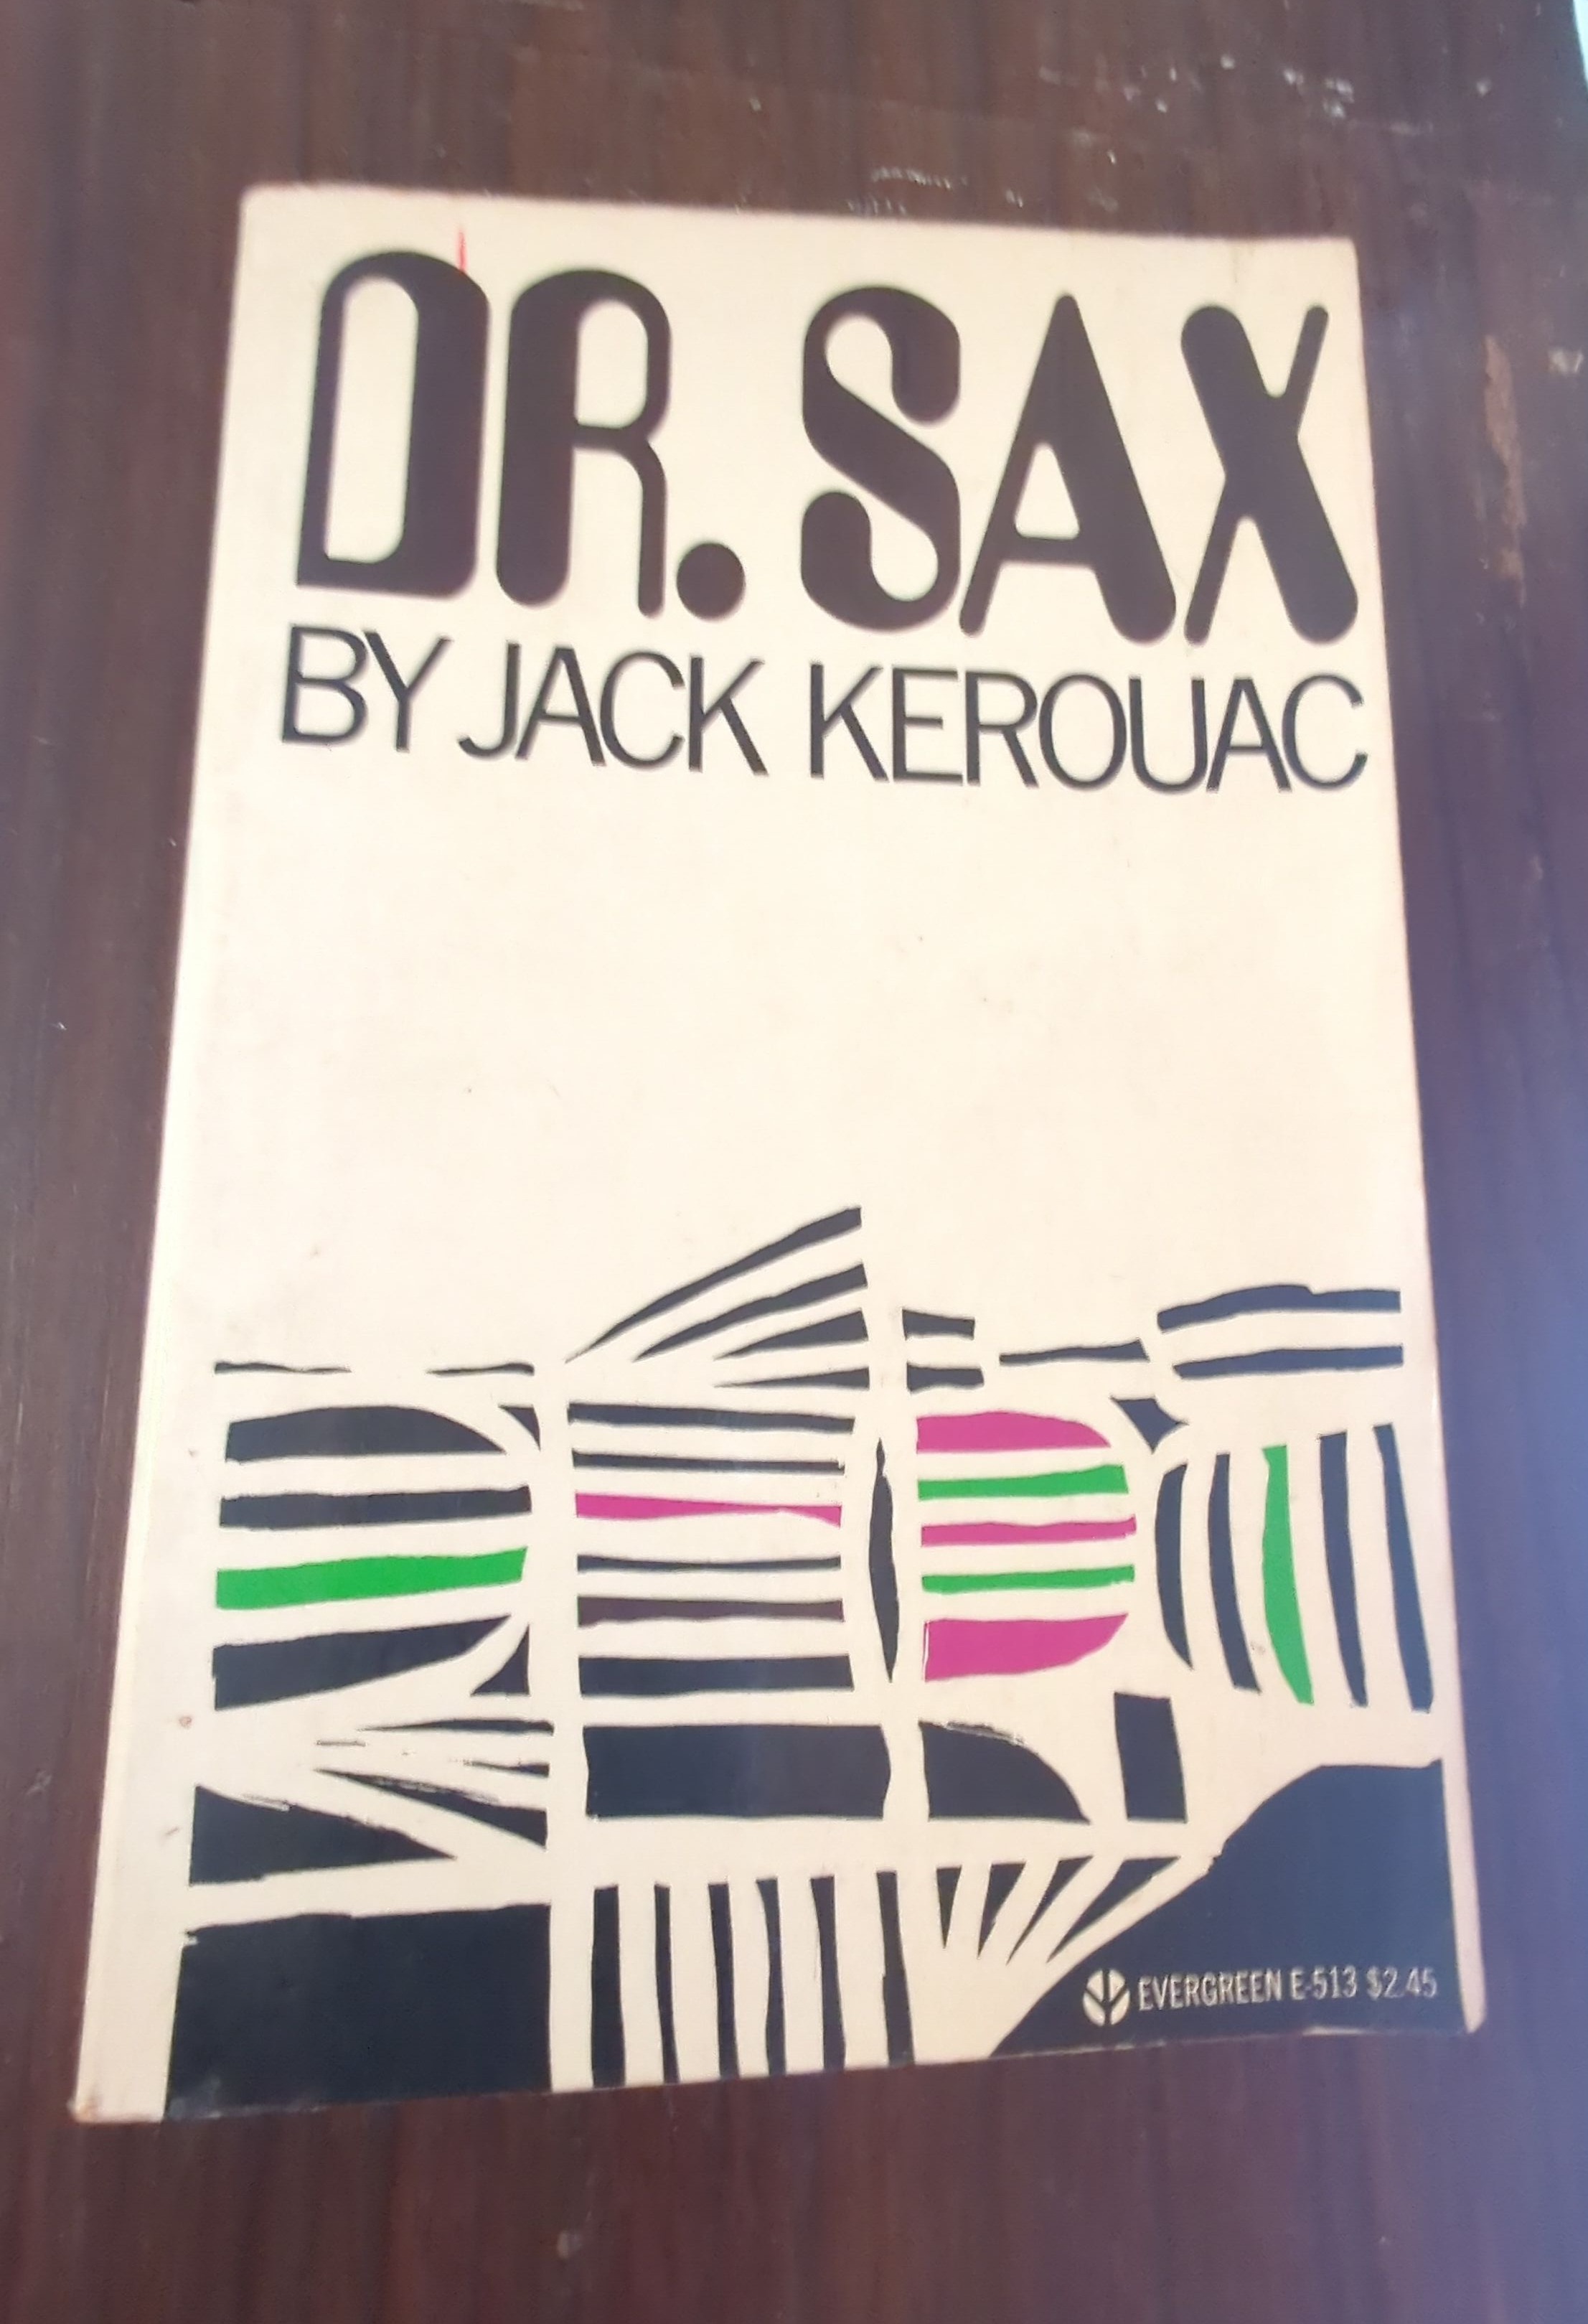 DR. SAX
BY JACK KEROUAC
EVERGREEN E-513 $2.45